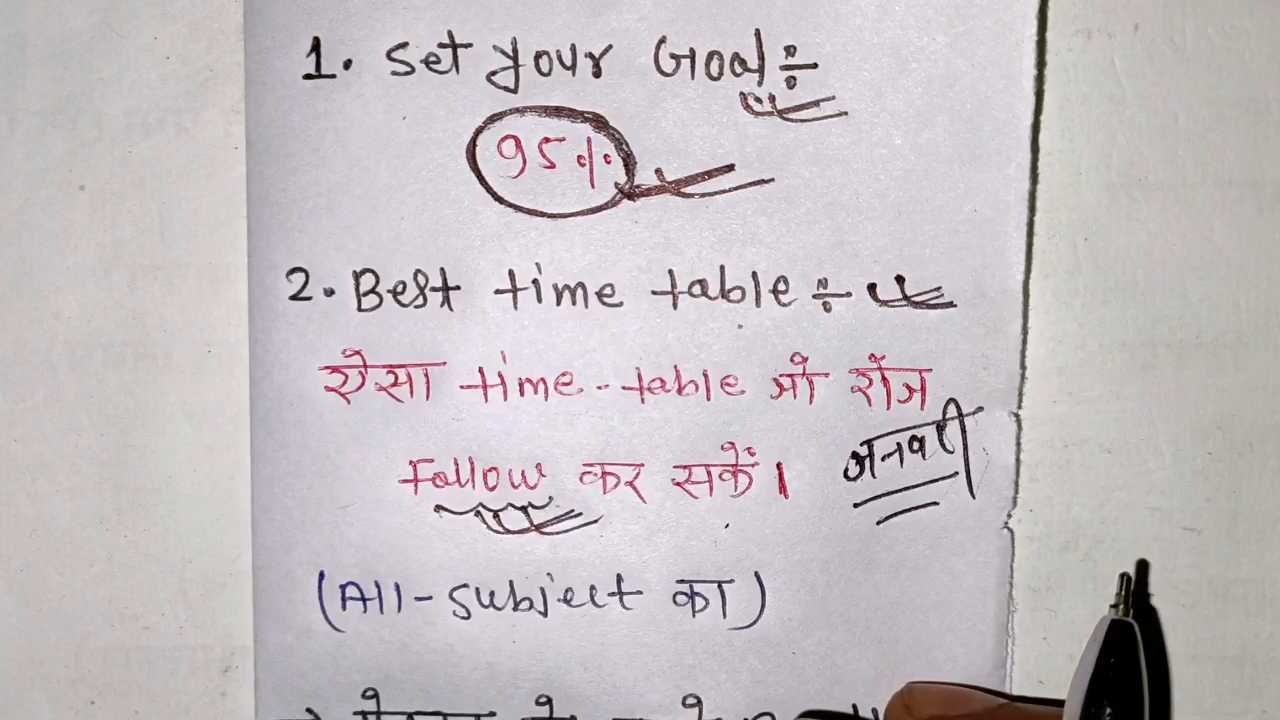 1. Set your Goal÷
95%
2. Best time table ÷
ऐसा time-table जो रोज
जनवरी
Follow कर सकें।
(All-subject का)